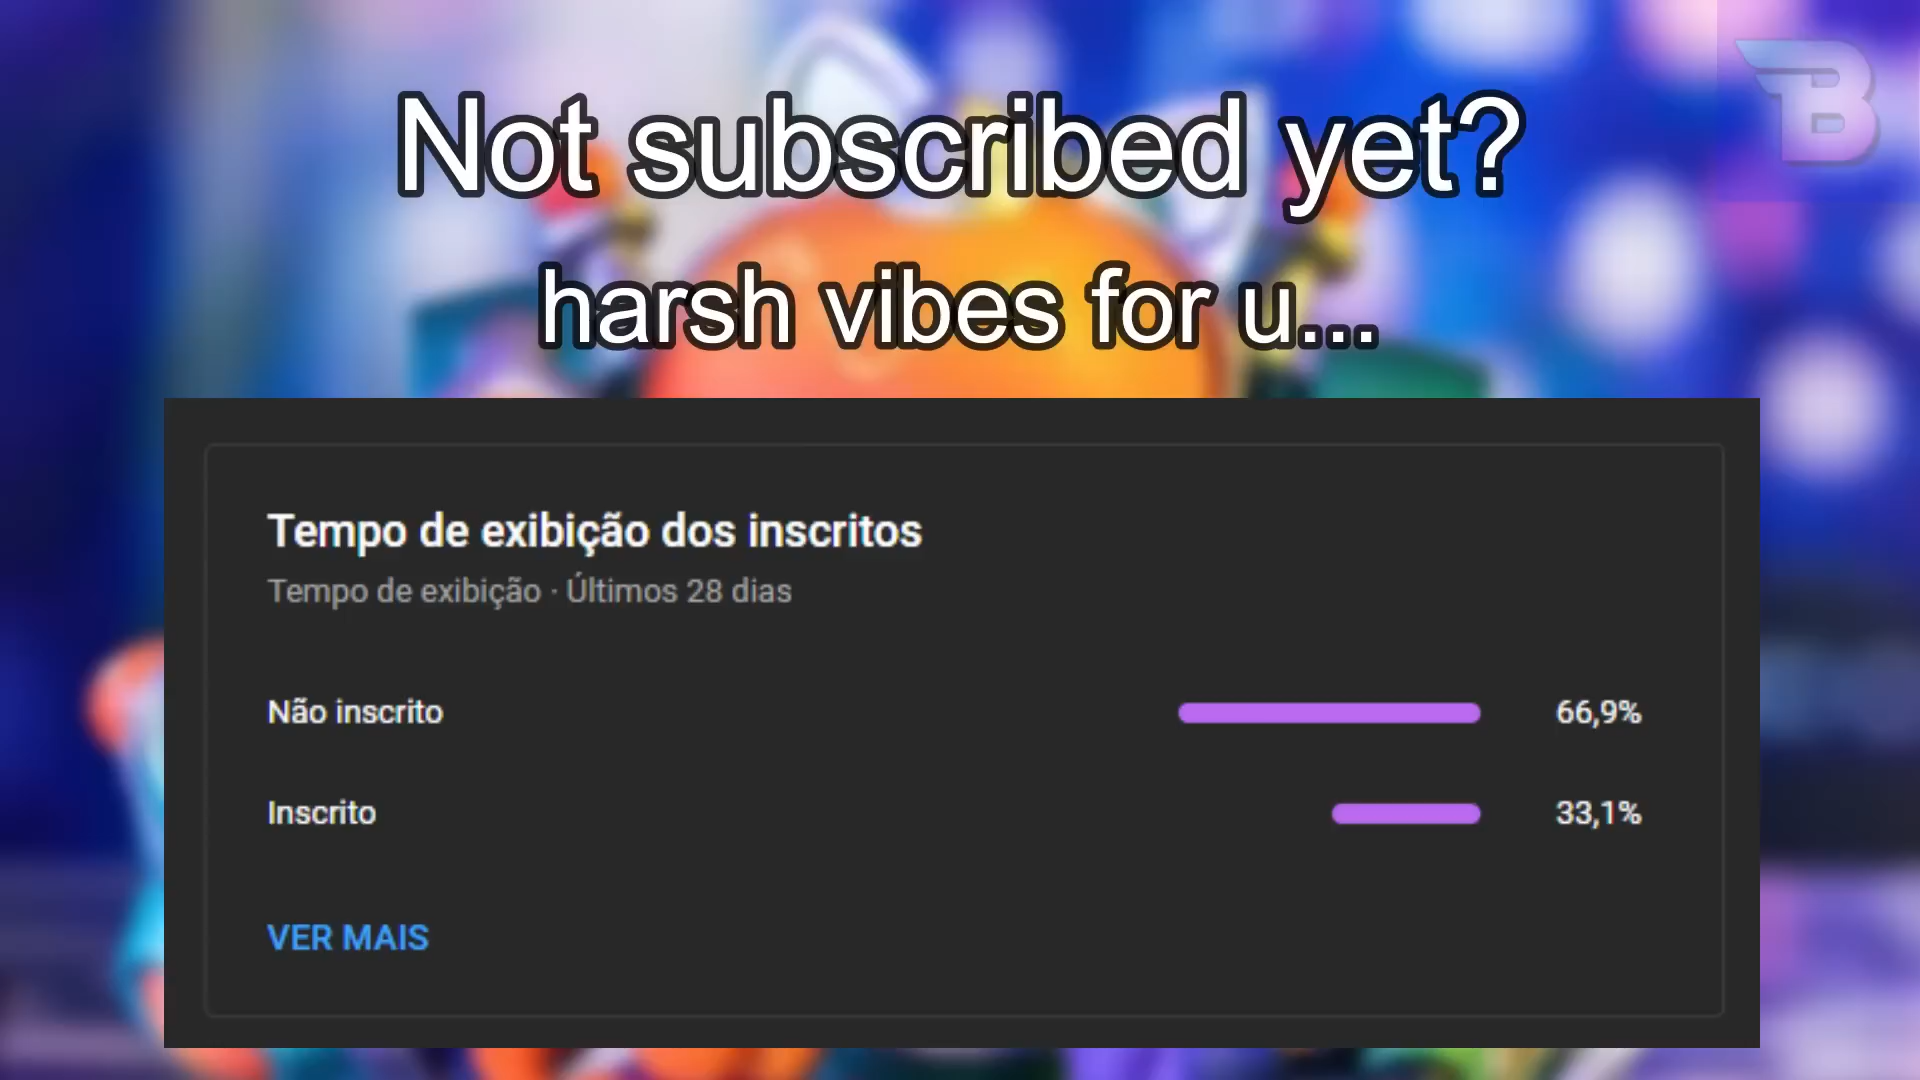 Not subscribed yet?
harsh vibes for u...
Tempo de exibição dos inscritos
Tempo de exibição · Últimos 28 dias
Não inscrito 66,9%
Inscrito 33,1%
VER MAIS
B